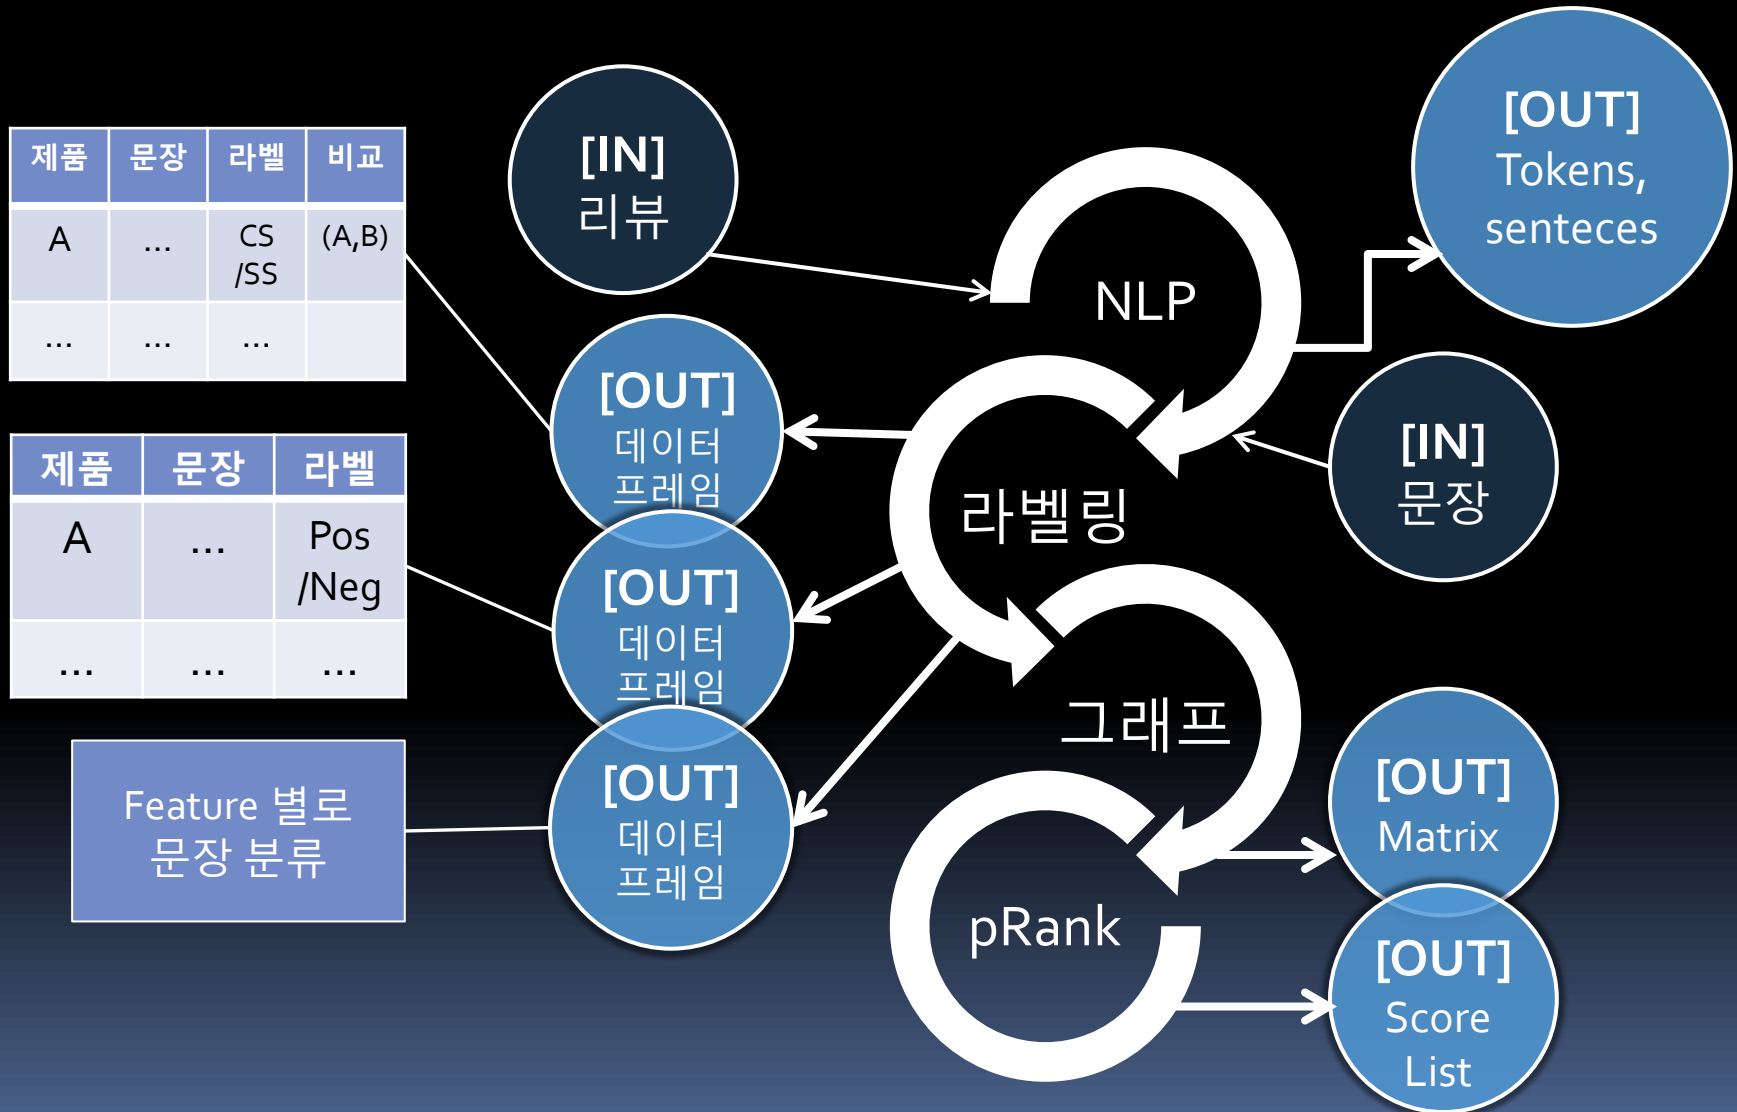 제품 문장 라벨 비교
A ... CS (A,B)
/SS
... ... ...
제품 문장 라벨
A ... Pos
/Neg
... ... ...
Feature 별로
문장 분류
[IN]
리뷰
[OUT]
데이터
프레임
[OUT]
데이터
프레임
[OUT]
데이터
프레임
NLP
라벨링
그래프
pRank
[OUT]
Tokens,
senteces
[IN]
문장
[OUT]
Matrix
[OUT]
Score
List